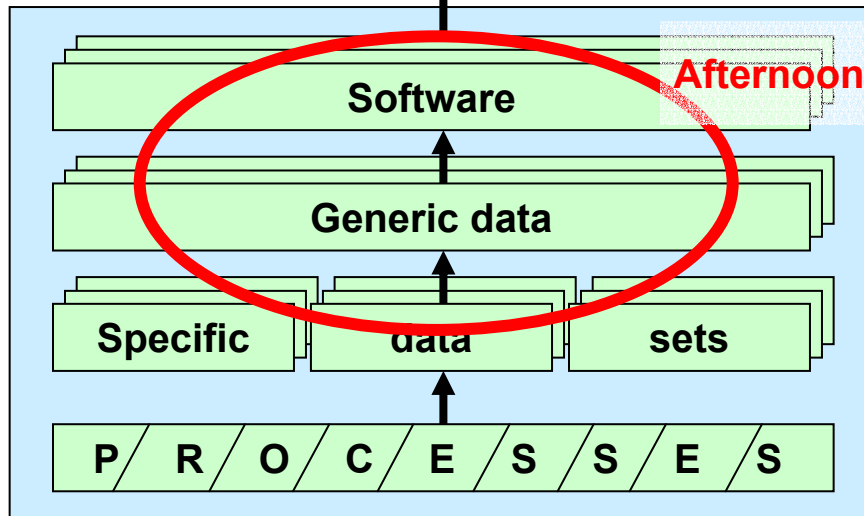 Afternoon
Software
Generic data
Specific data sets
P R O C E S S E S